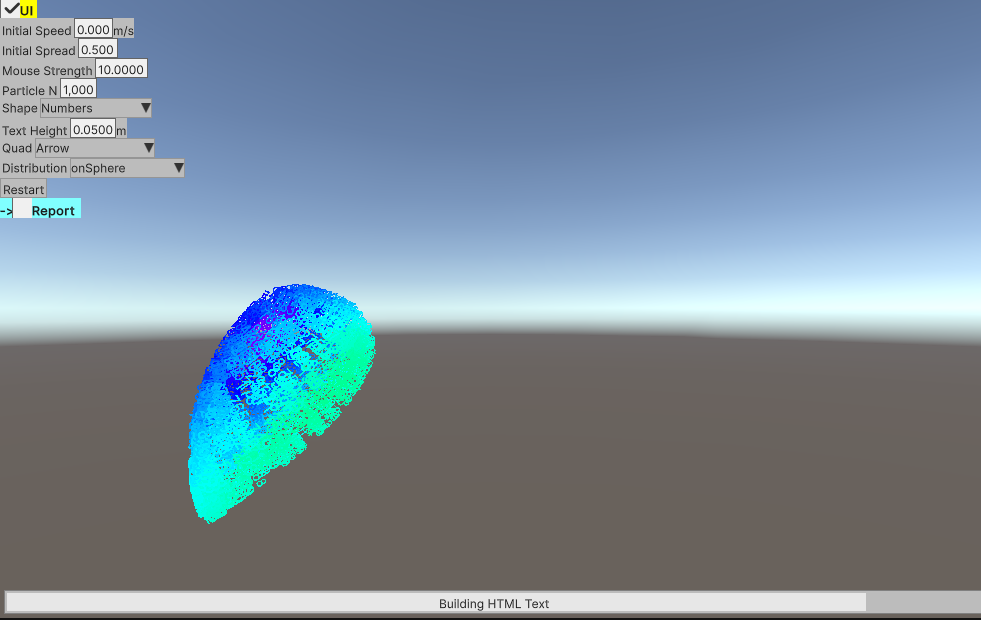 UI
Initial Speed 0.000 m/s
Initial Spread 0.500
Mouse Strength 10.0000
Particle N 1,000
Shape Numbers
Text Height 0.0500 m
Quad Arrow
Distribution onSphere
Restart
-> Report
Building HTML Text